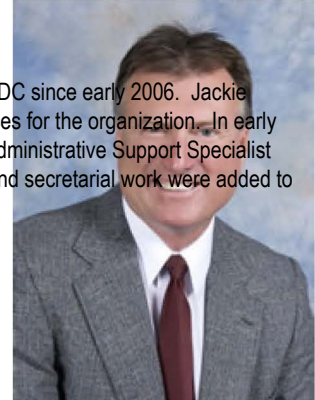 DC since early 2006. Jackie
es for the organization. In early
dministrative Support Specialist
nd secretarial work were added to